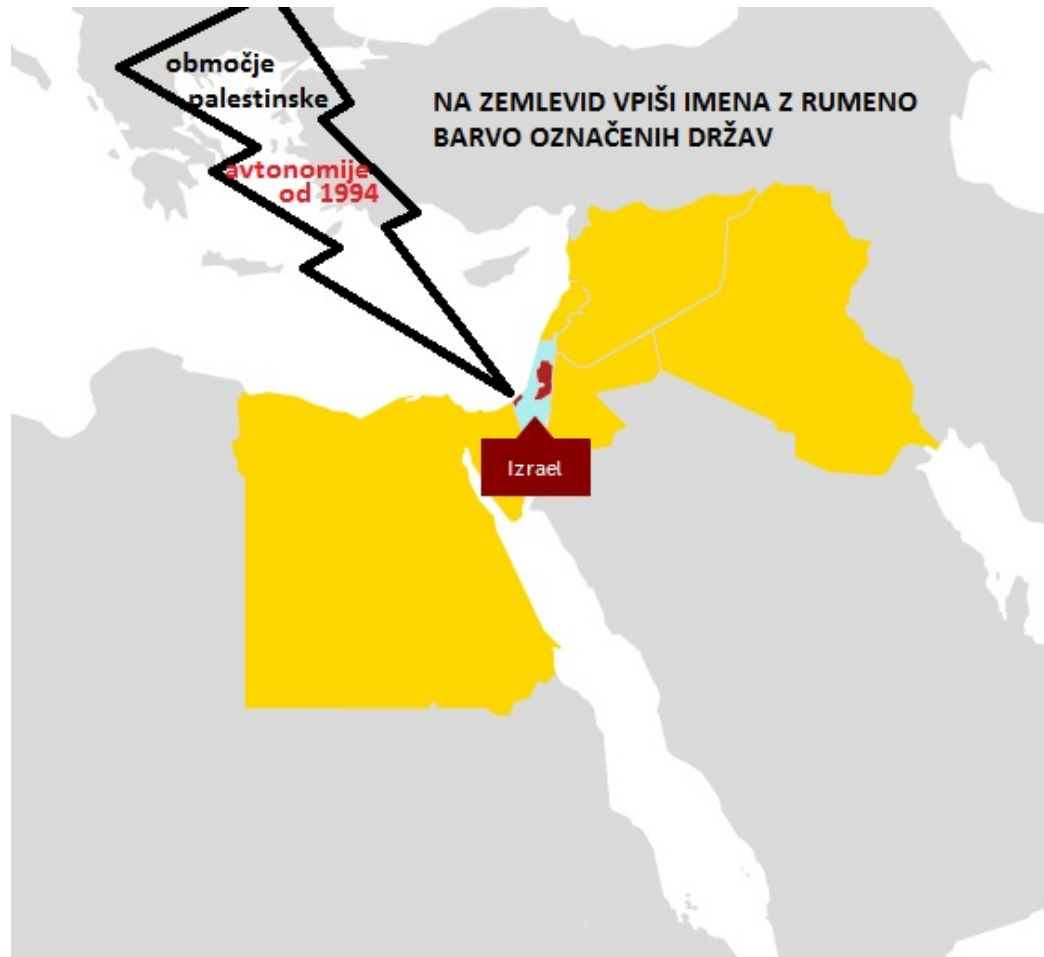 območje
palestinske
avtonomije
od 1994
NA ZEMLEVID VPIŠI IMENA Z RUMENO
BARVO OZNAČENIH DRŽAV
Izrael